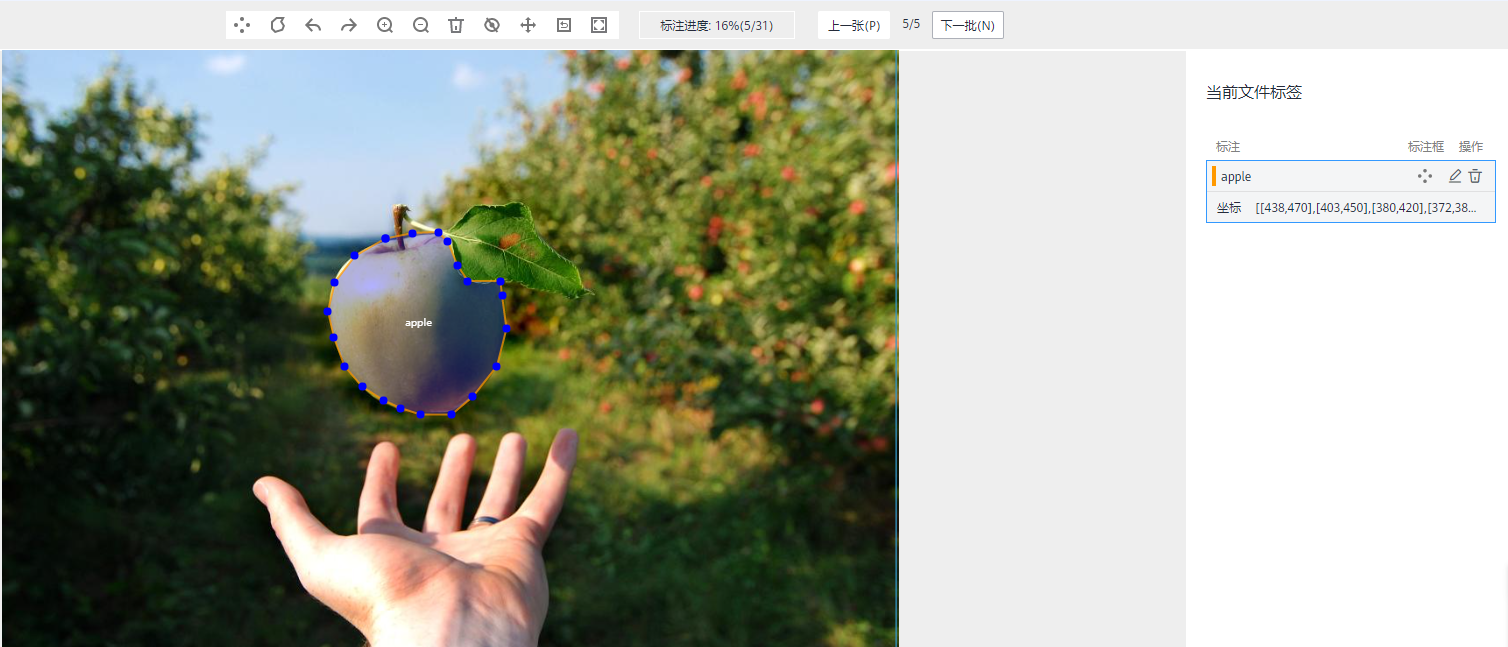 标注进度: 16%(5/31)
上一张(P)
5/5
下一批(N)
当前文件标签
标注 标注框 操作
apple
坐标 [[438,470],[403,450],[380,420],[372,38...
apple